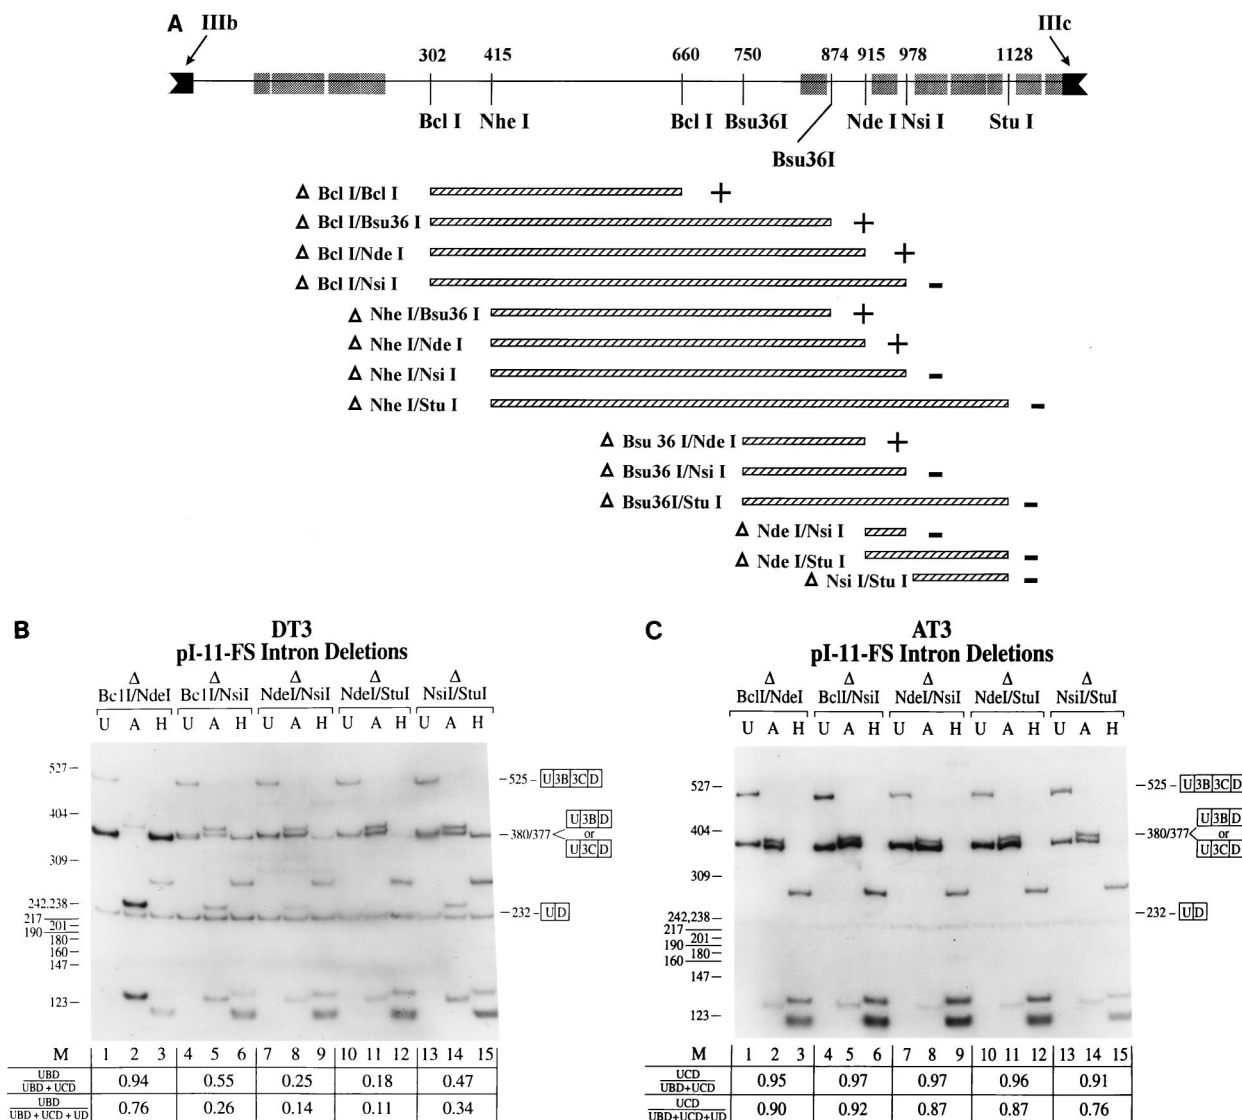 A
IIIb
IIIc
302 415 660 750 874 915 978 1128
Bcl I Nhe I Bcl I Bsu36I Nde I Nsi I Stu I
Bsu36I
Δ Bcl I/Bcl I +
Δ Bcl I/Bsu36 I +
Δ Bcl I/Nde I +
Δ Bcl I/Nsi I -
Δ Nhe I/Bsu36 I +
Δ Nhe I/Nde I +
Δ Nhe I/Nsi I -
Δ Nhe I/Stu I -
Δ Bsu 36 I/Nde I +
Δ Bsu36 I/Nsi I -
Δ Bsu36I/Stu I -
Δ Nde I/Nsi I -
Δ Nde I/Stu I -
Δ Nsi I/Stu I -
B
DT3
pI-11-FS Intron Deletions
Δ Δ Δ Δ Δ
BclI/NdeI BclI/NsiI NdeI/NsiI NdeI/StuI NsiI/StuI
U A H U A H U A H U A H U A H
527
404
309
242,238
217
201
190
180
160
147
123
525 U 3B 3C D
U 3B D
380/377 or
U 3C D
232 U D
M 1 2 3 4 5 6 7 8 9 10 11 12 13 14 15
UBD
UBD + UCD
0.94 0.55 0.25 0.18 0.47
UBD
UBD + UCD + UD
0.76 0.26 0.14 0.11 0.34
C
AT3
pI-11-FS Intron Deletions
Δ Δ Δ Δ Δ
BclI/NdeI BclI/NsiI NdeI/NsiI NdeI/StuI NsiI/StuI
U A H U A H U A H U A H U A H
527
404
309
242,238
217
201
190
180
160
147
123
525 U 3B 3C D
U 3B D
380/377 or
U 3C D
232 U D
M 1 2 3 4 5 6 7 8 9 10 11 12 13 14 15
UCD
UBD+UCD
0.95 0.97 0.97 0.96 0.91
UCD
UBD+UCD+UD
0.90 0.92 0.87 0.87 0.76